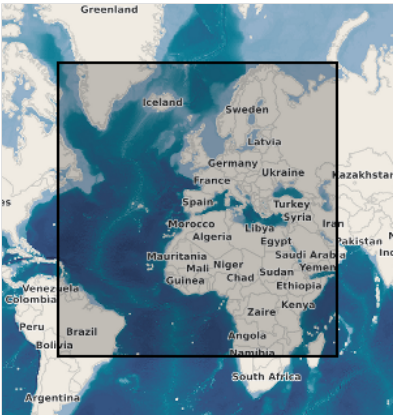 Greenland
Iceland
Sweden
Latvia
Germany
Ukraine
France
Kazakhstan
Spain
Turkey
Syria
Morocco
Libya
Iran
Algeria
Egypt
Pakistan
Mauritania
Saudi Arabia
Mali
Niger
Yemen
Guinea
Chad
Sudan
Venezuela
Ethiopia
Colombia
Kenya
Zaire
Peru
Brazil
Angola
Bolivia
Namibia
South Africa
Argentina